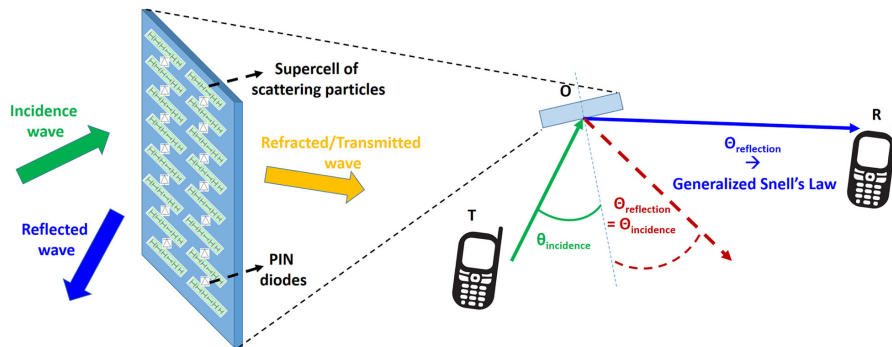 Supercell of
scattering particles
Incidence
wave
Refracted/Transmitted
wave
Reflected
wave
PIN
diodes
O
R
T
θincidence
Θreflection
= Θincidence
Θreflection
→
Generalized Snell's Law